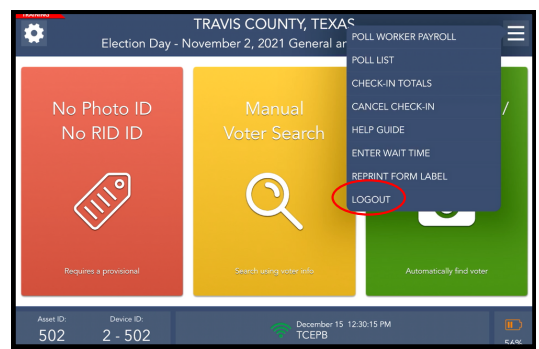 TRAINING
TRAVIS COUNTY, TEXAS
Election Day - November 2, 2021 General
POLL WORKER PAYROLL
POLL LIST
CHECK-IN TOTALS
CANCEL CHECK-IN
HELP GUIDE
ENTER WAIT TIME
REPRINT FORM LABEL
LOGOUT
No Photo ID
No RID ID
Requires a provisional
Manual
Voter Search
Search using voter info
/
Automatically find voter
Asset ID:
502
Device ID:
2 - 502
December 15 12:30:15 PM
TCEPB
54%